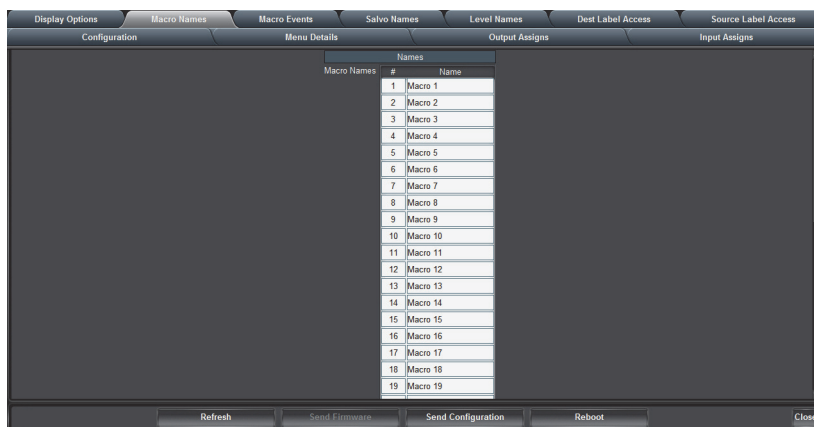 Display Options Macro Names Macro Events Salvo Names Level Names Dest Label Access Source Label Access
Configuration Menu Details Output Assigns Input Assigns
Names
Macro Names # Name
1 Macro 1
2 Macro 2
3 Macro 3
4 Macro 4
5 Macro 5
6 Macro 6
7 Macro 7
8 Macro 8
9 Macro 9
10 Macro 10
11 Macro 11
12 Macro 12
13 Macro 13
14 Macro 14
15 Macro 15
16 Macro 16
17 Macro 17
18 Macro 18
19 Macro 19
Refresh Send Firmware Send Configuration Reboot Close